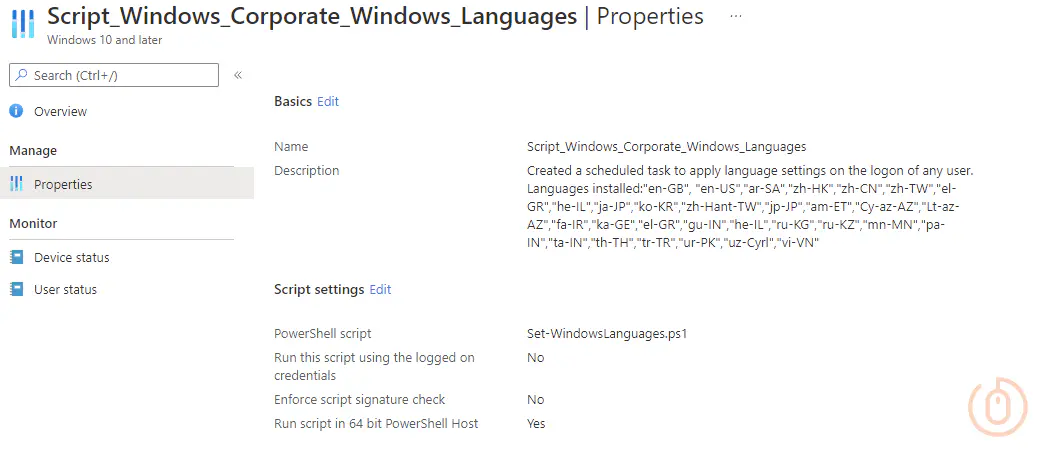 Script_Windows_Corporate_Windows_Languages | Properties ...
Windows 10 and later
Search (Ctrl+/)
«
Overview
Manage
Properties
Monitor
Device status
User status
Basics Edit
Name Script_Windows_Corporate_Windows_Languages
Description Created a scheduled task to apply language settings on the logon of any user.
Languages installed:"en-GB", "en-US","ar-SA","zh-HK","zh-CN","zh-TW","el-
GR","he-IL","ja-JP","ko-KR","zh-Hant-TW","jp-JP","am-ET","Cy-az-AZ","Lt-az-
AZ","fa-IR","ka-GE","el-GR","gu-IN","he-IL","ru-KG","ru-KZ","mn-MN","pa-
IN","ta-IN","th-TH","tr-TR","ur-PK","uz-Cyrl","vi-VN"
Script settings Edit
PowerShell script Set-WindowsLanguages.ps1
Run this script using the logged on No
credentials
Enforce script signature check No
Run script in 64 bit PowerShell Host Yes